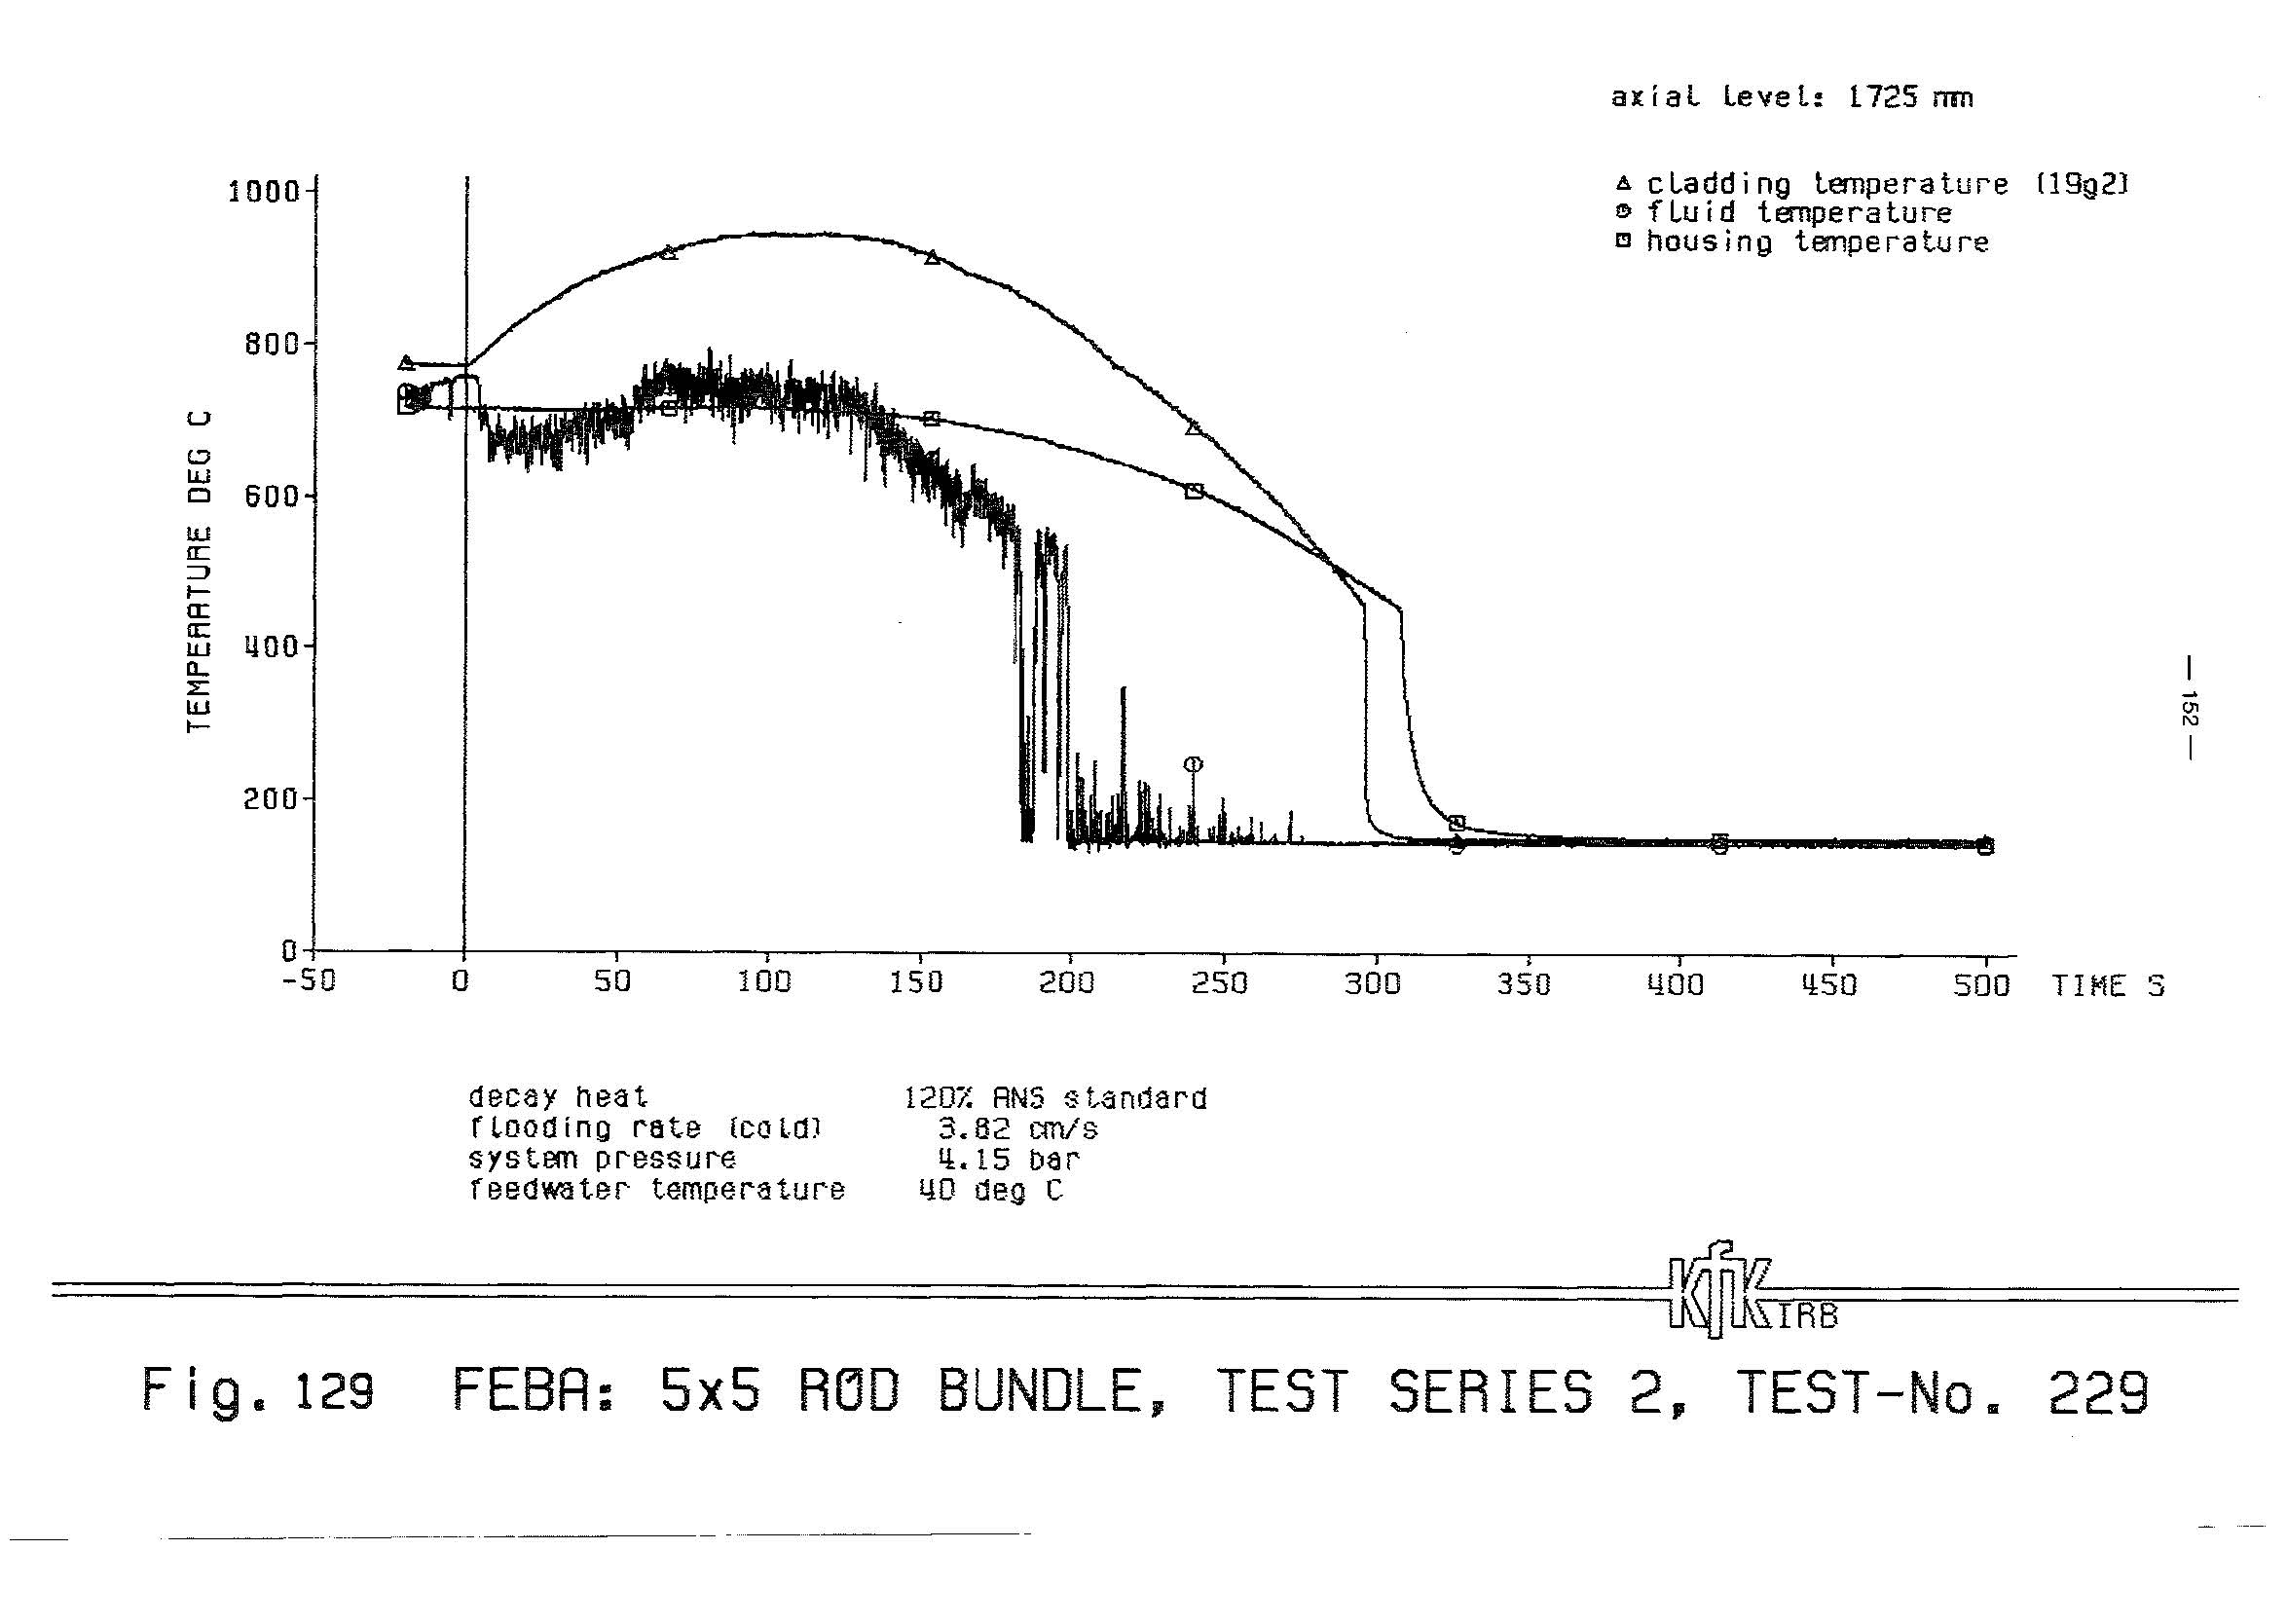 axial level: 1725 mm
cladding temperature (19g2)
fluid temperature
housing temperature
TEMPERATURE DEG C
1000
800
600
400
200
0
-50 0 50 100 150 200 250 300 350 400 450 500 TIME S
— 152 —
decay heat 120% ANS standard
flooding rate (cold) 3.82 cm/s
system pressure 4.15 bar
feedwater temperature 40 deg C
KfK IRB
Fig. 129 FEBA: 5x5 RØD BUNDLE, TEST SERIES 2, TEST-No. 229